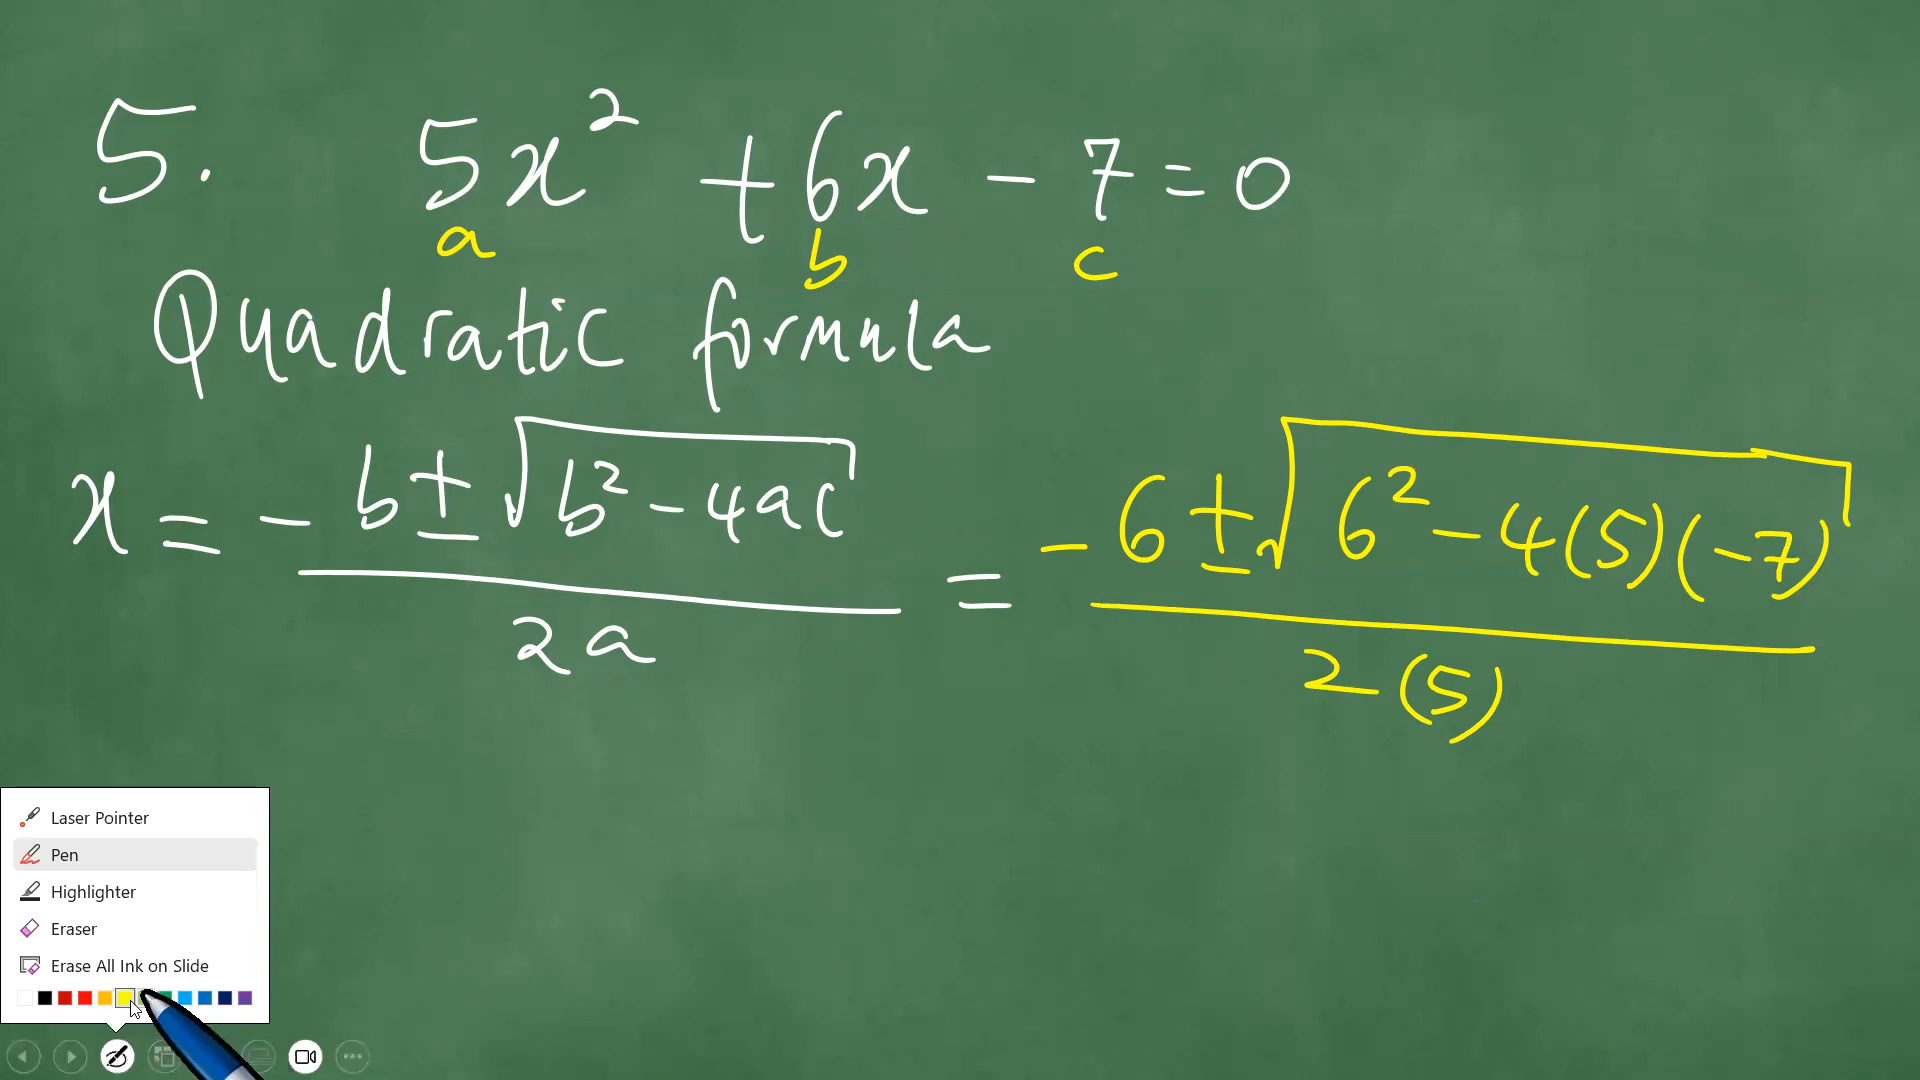 5. 5x² + 6x - 7 = 0
a b c
Quadratic formula
x = -b ± √(b² - 4ac) / 2a = -6 ± √(6² - 4(5)(-7)) / 2(5)
Laser Pointer
Pen
Highlighter
Eraser
Erase All Ink on Slide